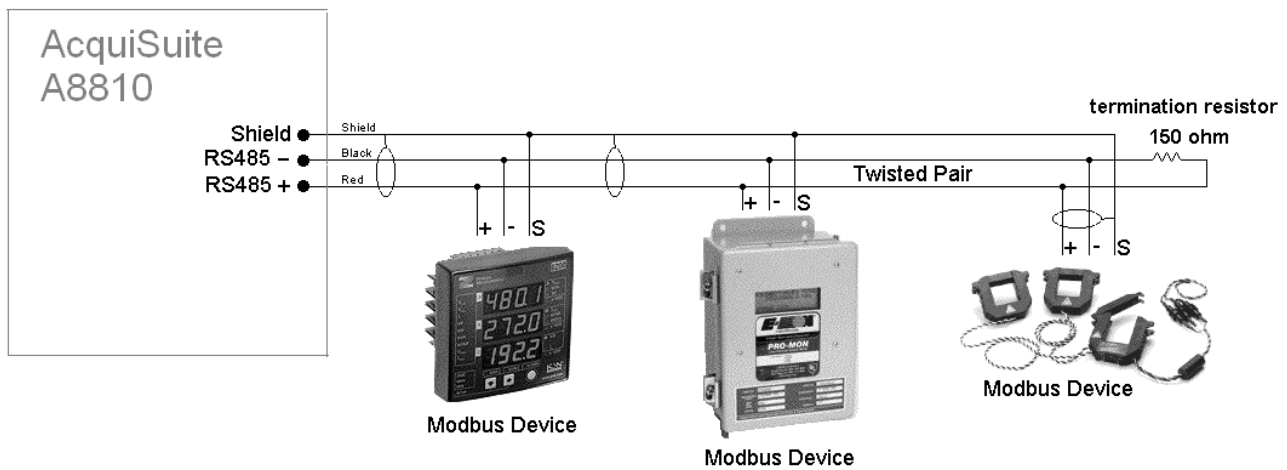 AcquiSuite
A8810
termination resistor
150 ohm
Shield
Shield
RS485 –
Black
RS485 +
Red
Twisted Pair
+ - S
+ - S
+ - S
480.1
272.0
192.2
E-MON
PRO-MON
Modbus Device
Modbus Device
Modbus Device